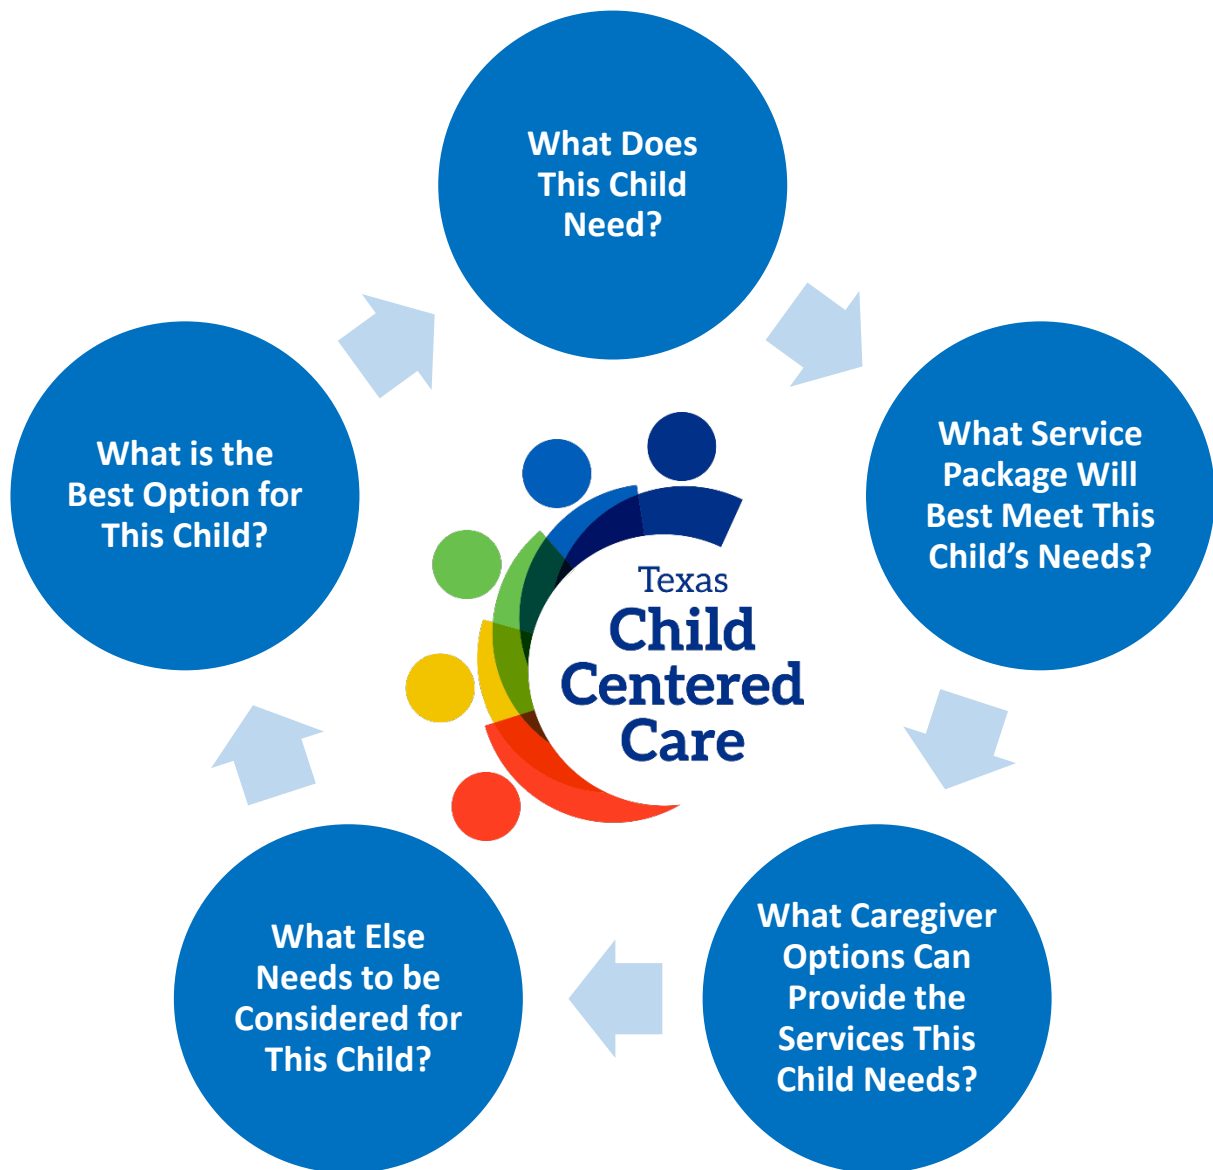 What Does
This Child
Need?
What Service
Package Will
Best Meet This
Child’s Needs?
What Caregiver
Options Can
Provide the
Services This
Child Needs?
What Else
Needs to be
Considered for
This Child?
What is the
Best Option for
This Child?
Texas
Child
Centered
Care